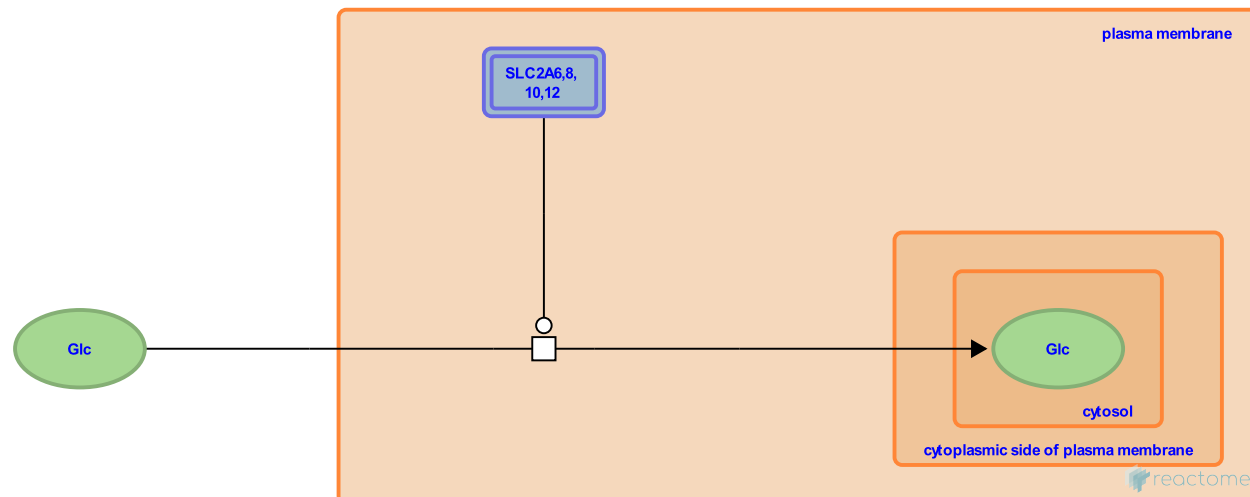 plasma membrane
SLC2A6,8,
10,12
Glc
Glc
cytosol
cytoplasmic side of plasma membrane
reactome